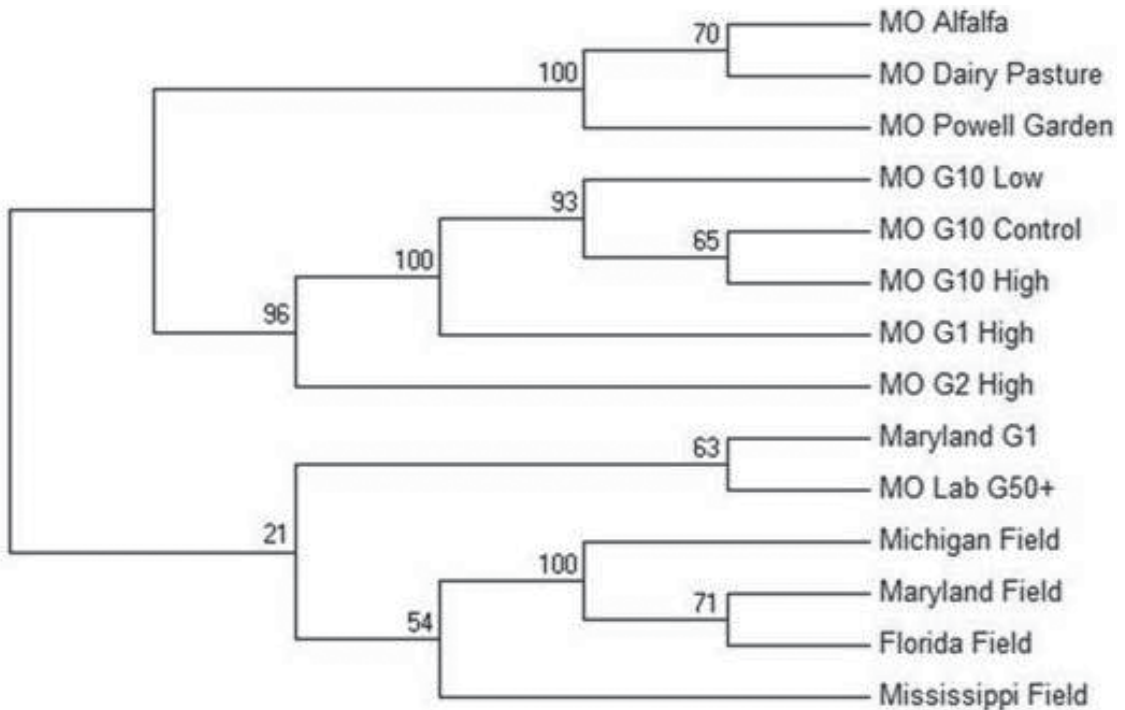 70
MO Alfalfa
MO Dairy Pasture
100
MO Powell Garden
MO G10 Low
93
MO G10 Control
65
MO G10 High
100
MO G1 High
96
MO G2 High
Maryland G1
63
MO Lab G50+
21
Michigan Field
100
Maryland Field
71
Florida Field
54
Mississippi Field